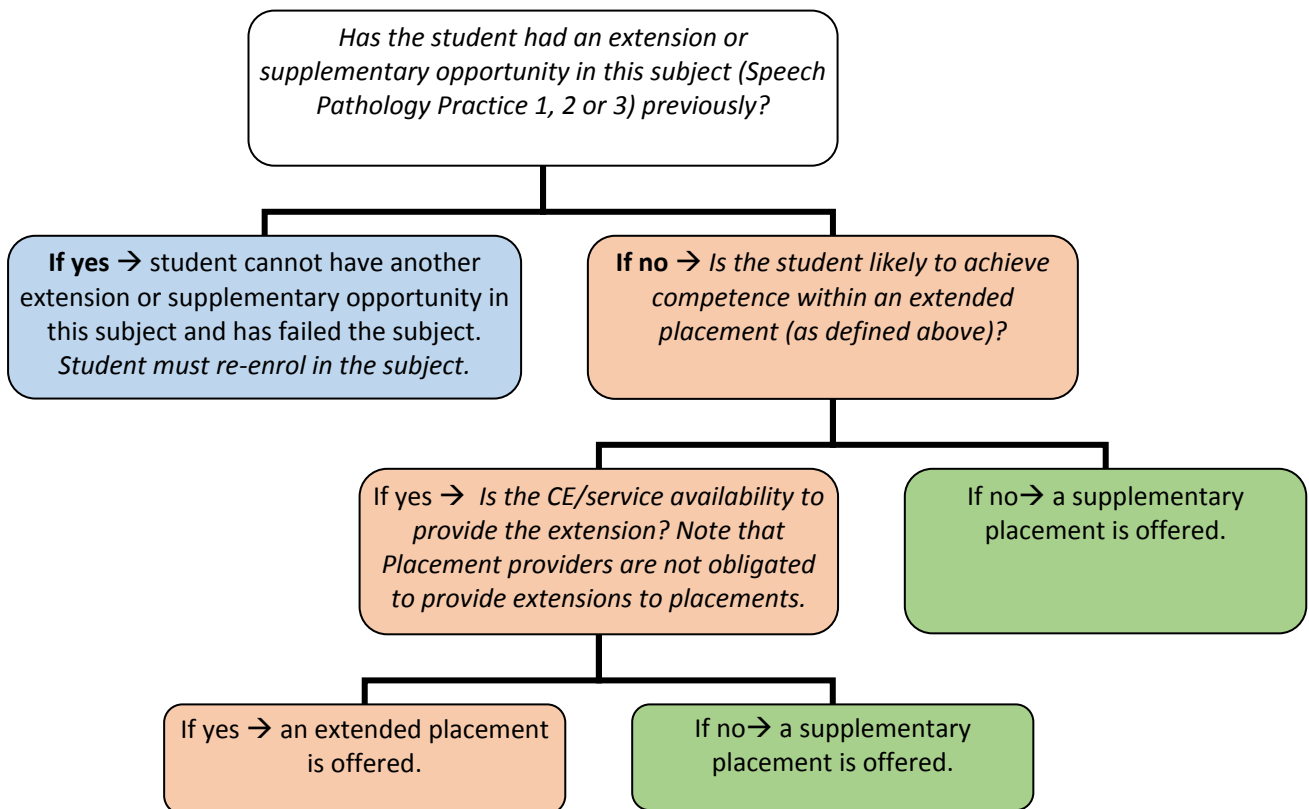 Has the student had an extension or
supplementary opportunity in this subject (Speech
Pathology Practice 1, 2 or 3) previously?
If yes → student cannot have another
extension or supplementary opportunity in
this subject and has failed the subject.
Student must re-enrol in the subject.
If no → Is the student likely to achieve
competence within an extended
placement (as defined above)?
If yes → Is the CE/service availability to
provide the extension? Note that
Placement providers are not obligated
to provide extensions to placements.
If no→ a supplementary
placement is offered.
If yes → an extended placement
is offered.
If no→ a supplementary
placement is offered.